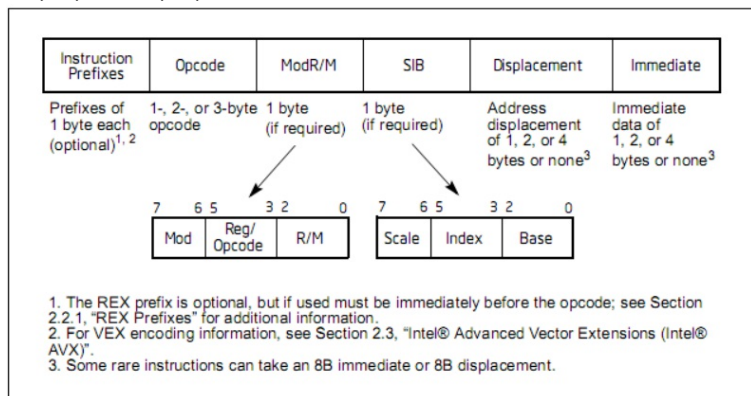 Instruction Prefixes
Opcode
ModR/M
SIB
Displacement
Immediate
Prefixes of
1 byte each
(optional)1, 2
1-, 2-, or 3-byte
opcode
1 byte
(if required)
1 byte
(if required)
Address
displacement
of 1, 2, or 4
bytes or none3
Immediate
data of
1, 2, or 4
bytes or none3
7 6 5 3 2 0
Mod
Reg/
Opcode
R/M
7 6 5 3 2 0
Scale
Index
Base
1. The REX prefix is optional, but if used must be immediately before the opcode; see Section
2.2.1, “REX Prefixes” for additional information.
2. For VEX encoding information, see Section 2.3, “Intel® Advanced Vector Extensions (Intel®
AVX)”.
3. Some rare instructions can take an 8B immediate or 8B displacement.